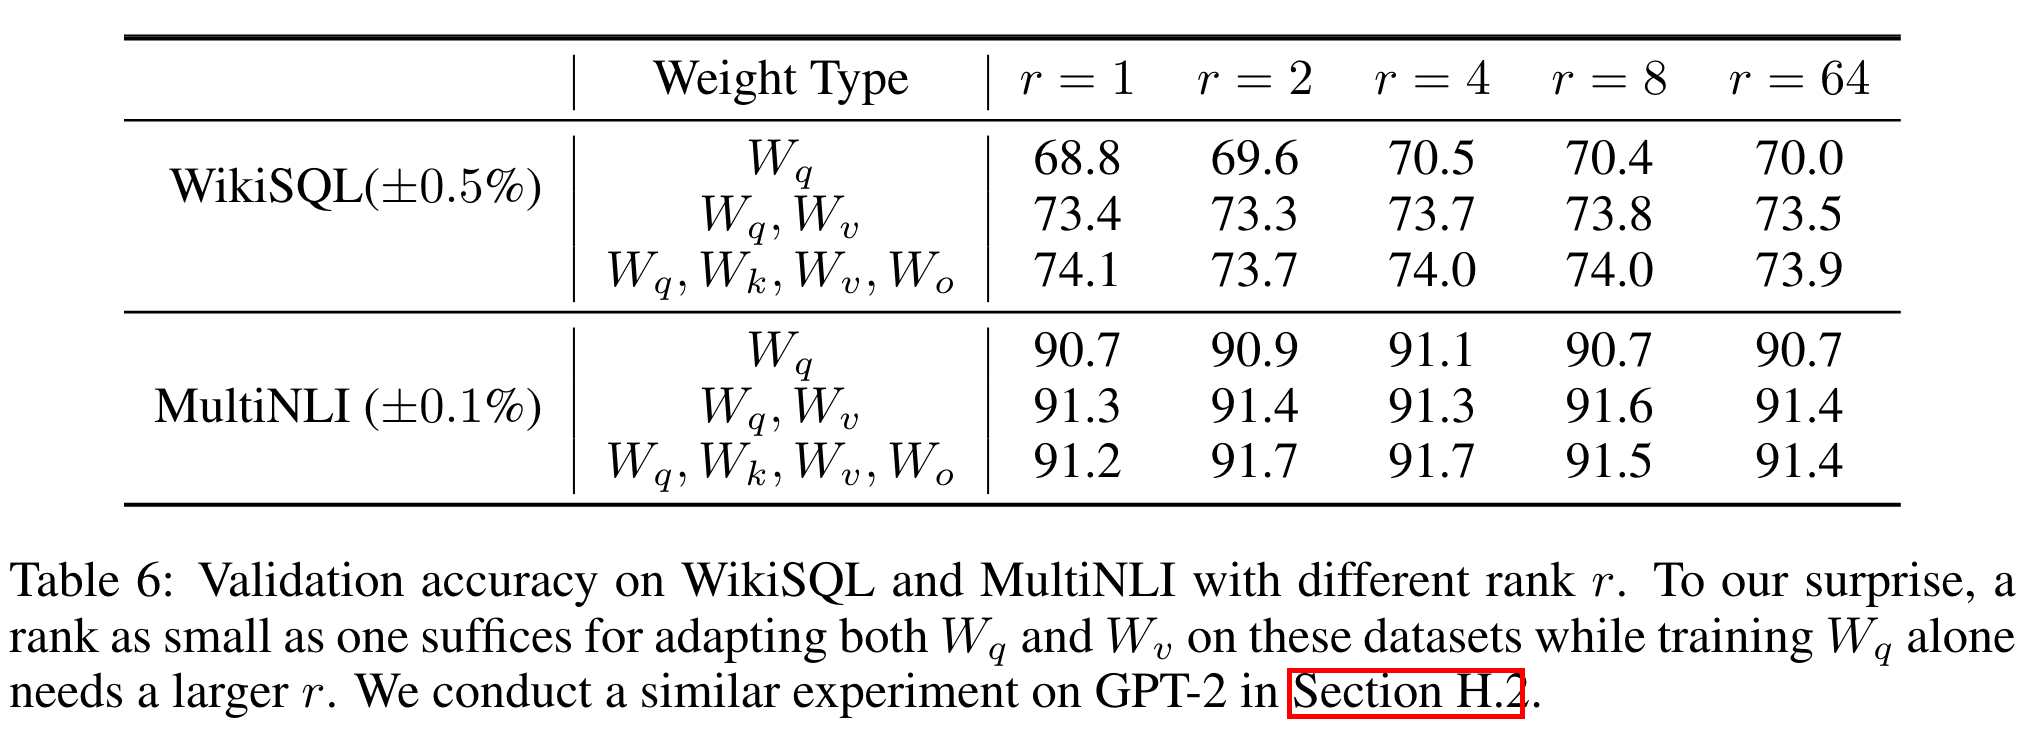 Weight Type r = 1 r = 2 r = 4 r = 8 r = 64
WikiSQL(±0.5%) W_q 68.8 69.6 70.5 70.4 70.0
W_q, W_v 73.4 73.3 73.7 73.8 73.5
W_q, W_k, W_v, W_o 74.1 73.7 74.0 74.0 73.9
MultiNLI (±0.1%) W_q 90.7 90.9 91.1 90.7 90.7
W_q, W_v 91.3 91.4 91.3 91.6 91.4
W_q, W_k, W_v, W_o 91.2 91.7 91.7 91.5 91.4
Table 6: Validation accuracy on WikiSQL and MultiNLI with different rank r. To our surprise, a
rank as small as one suffices for adapting both W_q and W_v on these datasets while training W_q alone
needs a larger r. We conduct a similar experiment on GPT-2 in Section H.2.